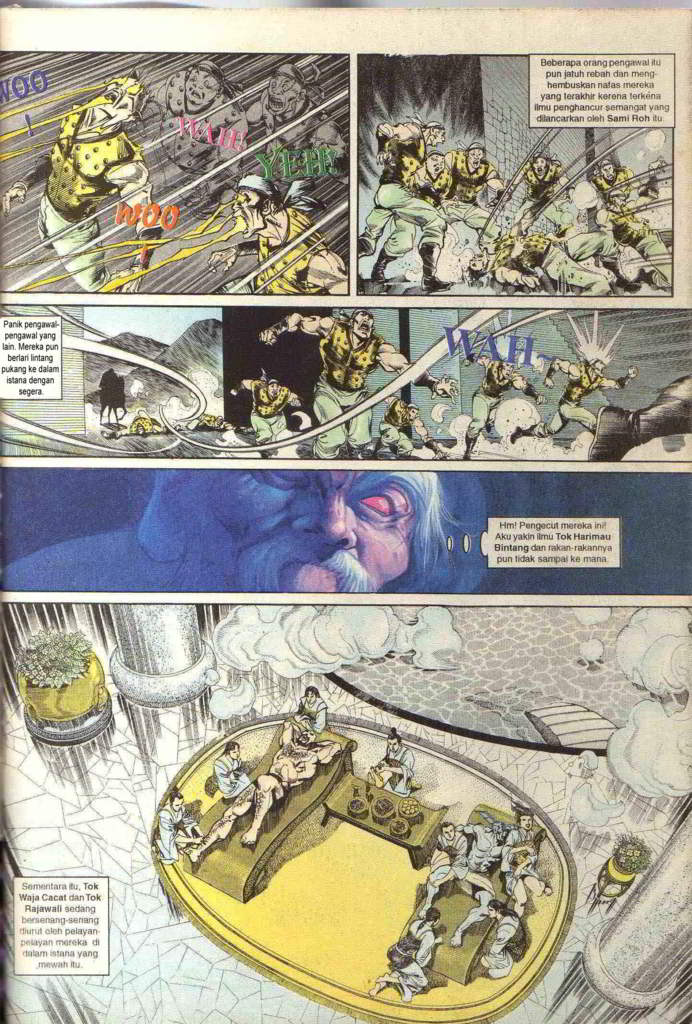 WOO
!
WAH!
YEH!
WOO
!
Beberapa orang pengawal itu
pun jatuh rebah dan meng-
hembuskan nafas mereka
yang terakhir kerena terkena
ilmu penghancur semangat yang
dilancarkan oleh Sami Roh itu.
Panik pengawal-
pengawal yang
lain. Mereka pun
berlari lintang
pukang ke dalam
istana dengan
segera.
WAH~
Hm! Pengecut mereka ini!
Aku yakin ilmu Tok Harimau
Bintang dan rakan-rakannya
pun tidak sampai ke mana.
Sementara itu, Tok
Waja Cacat dan Tok
Rajawali sedang
bersenang-senang
diurut oleh pelayan-
pelayan mereka di
dalam istana yang
mewah itu.